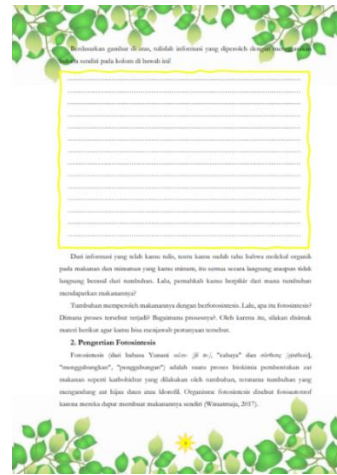 Berdasarkan gambar di atas, tulislah informasi yang diperoleh dengan menggunakan
bahasa sendiri pada kolom di bawah ini!
Dari informasi yang telah kamu tulis, tentu kamu sudah tahu bahwa molekul organik
pada makanan dan minuman yang kamu minum, itu semua secara langsung ataupun tidak
langsung berasal dari tumbuhan. Lalu, pernahkah kamu berpikir dari mana tumbuhan
mendapatkan makanannya?
Tumbuhan memperoleh makanannya dengan berfotosintesis. Lalu, apa itu fotosintesis?
Dimana proses tersebut terjadi? Bagaimana prosesnya? Oleh karena itu, silakan disimak
materi berikut agar kamu bisa menjawab pertanyaan tersebut.
2. Pengertian Fotosintesis
Fotosintesis (dari bahasa Yunani "cahaya" dan
"menggabungkan", "penggabungan") adalah suatu proses biokimia pembentukan zat
makanan seperti karbohidrat yang dilakukan oleh tumbuhan, terutama tumbuhan yang
mengandung zat hijau daun atau klorofil. Organisme fotosintesis disebut fotoautotrof
karena mereka dapat membuat makanannya sendiri (Wirnatmaja, 2017).